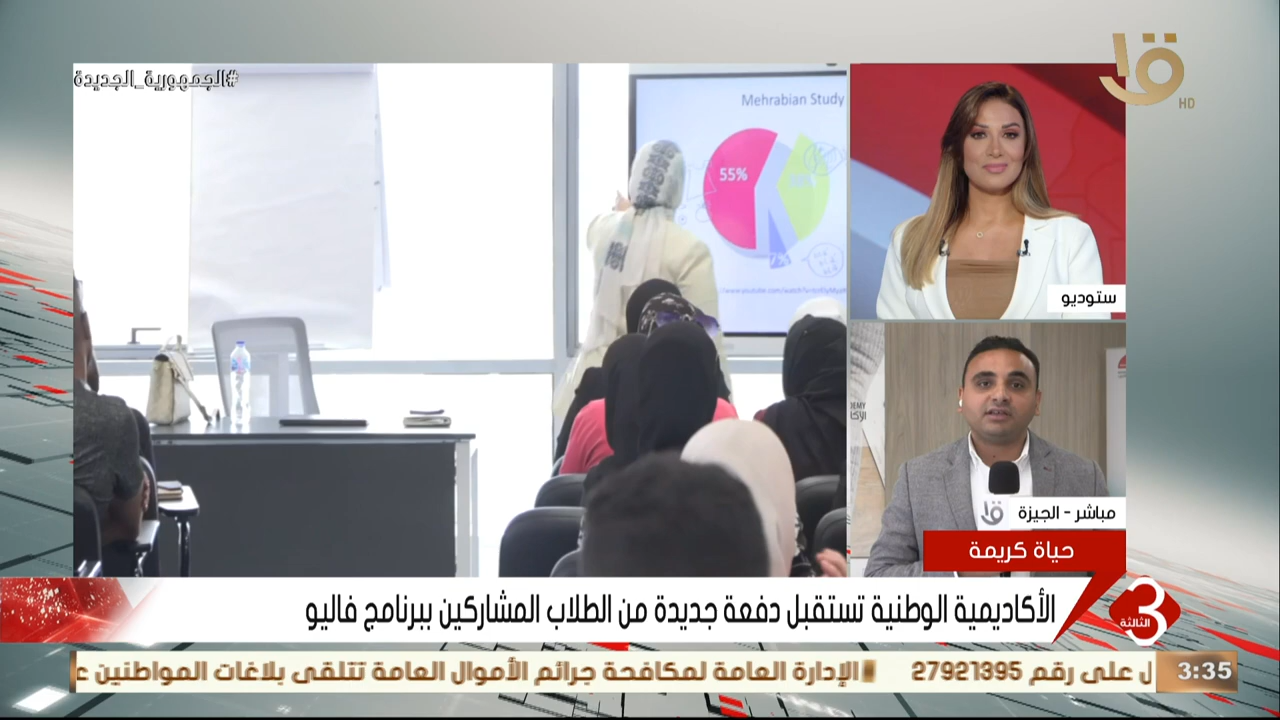 #الجمهورية_الجديدة
HD
Mehrabian Study
55%
ستوديو
مباشر - الجيزة
حياة كريمة
الأكاديمية الوطنية تستقبل دفعة جديدة من الطلاب المشاركين ببرنامج فاليو
3
الثالثة
ل على رقم 27921395 الإدارة العامة لمكافحة جرائم الأموال العامة تتلقى بلاغات المواطنين ع
3:35